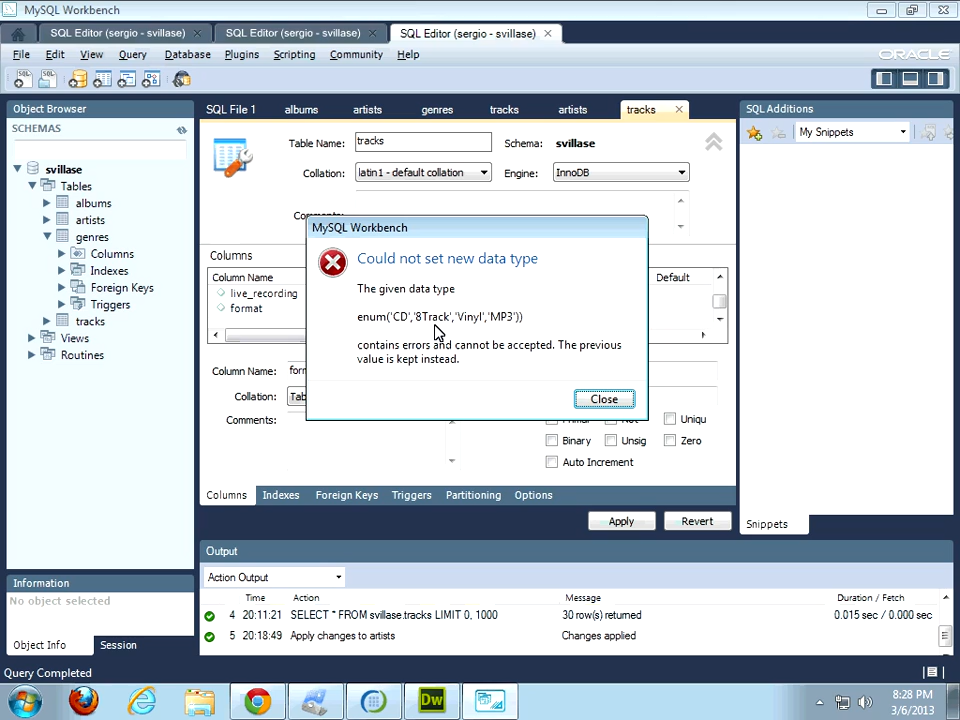 MySQL Workbench
SQL Editor (sergio - svillase)
SQL Editor (sergio - svillase)
SQL Editor (sergio - svillase)
File Edit View Query Database Plugins Scripting Community Help
ORACLE
Object Browser
SCHEMAS
svillase
Tables
albums
artists
genres
Columns
Indexes
Foreign Keys
Triggers
tracks
Views
Routines
Information
No object selected
Object Info
Session
SQL File 1
albums
artists
genres
tracks
artists
tracks
Table Name: tracks Schema: svillase
Collation: latin1 - default collation Engine: InnoDB
Columns
Column Name
Default
live_recording
format
MySQL Workbench
Could not set new data type
The given data type
enum('CD','8Track','Vinyl','MP3'))
contains errors and cannot be accepted. The previous
value is kept instead.
Close
Column Name: form
Collation: Tab
Comments:
Uniqu
Binary Unsig Zero
Auto Increment
Columns Indexes Foreign Keys Triggers Partitioning Options
Apply Revert
SQL Additions
My Snippets
Snippets
Output
Action Output
Time Action Message Duration / Fetch
4 20:11:21 SELECT * FROM svillase.tracks LIMIT 0, 1000 30 row(s) returned 0.015 sec / 0.000 sec
5 20:18:49 Apply changes to artists Changes applied
Query Completed
Dw
8:28 PM
3/6/2013